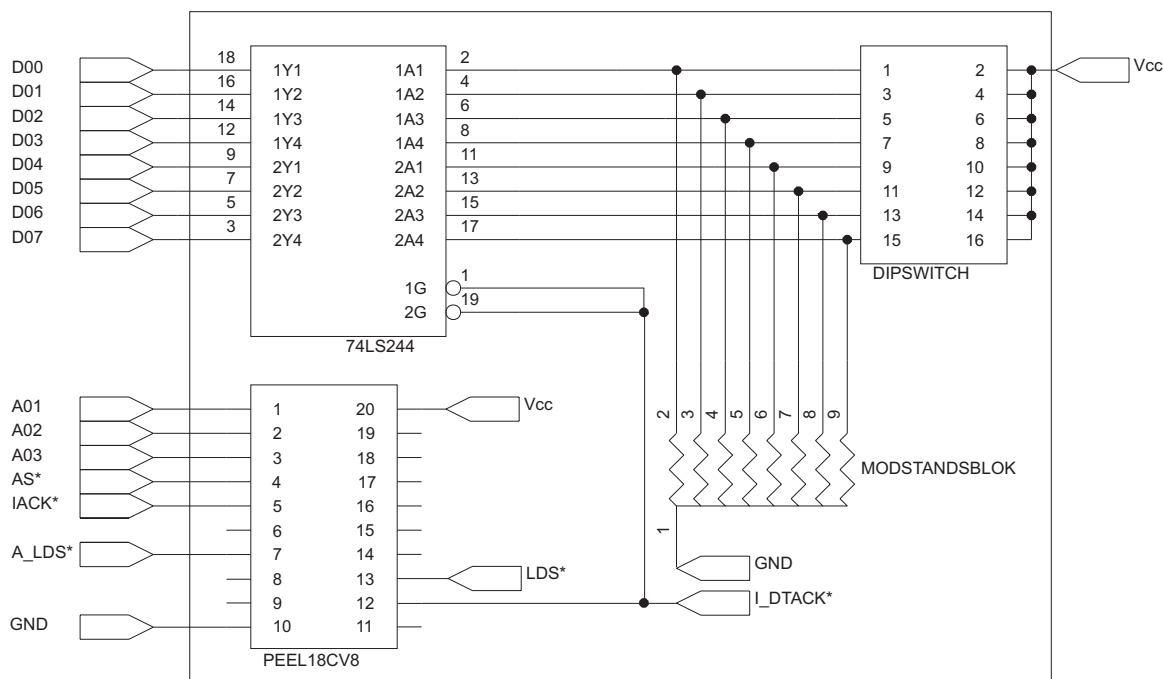 D00 18 1Y1 1A1 2 1 2 Vcc
D01 16 1Y2 1A2 4 3 4
D02 14 1Y3 1A3 6 5 6
D03 12 1Y4 1A4 8 7 8
D04 9 2Y1 2A1 11 9 10
D05 7 2Y2 2A2 13 11 12
D06 5 2Y3 2A3 15 13 14
D07 3 2Y4 2A4 17 15 16
DIPSWITCH
1G 1
2G 19
74LS244
A01 1 20 Vcc
A02 2 19
A03 3 18
AS* 4 17
IACK* 5 16
6 15
A_LDS* 7 14
8 13 LDS*
9 12 I_DTACK*
GND 10 11
PEEL18CV8
2 3 4 5 6 7 8 9
MODSTANDSBLOK
1
GND